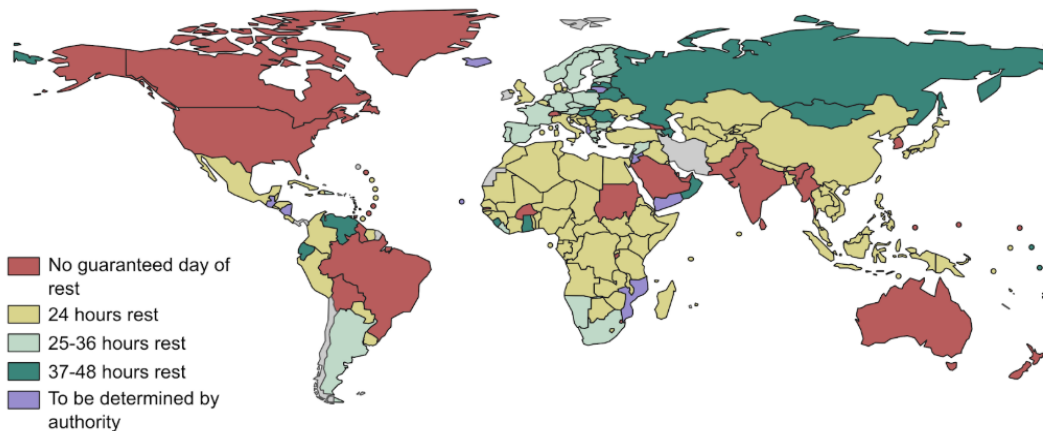 No guaranteed day of
rest
24 hours rest
25-36 hours rest
37-48 hours rest
To be determined by
authority